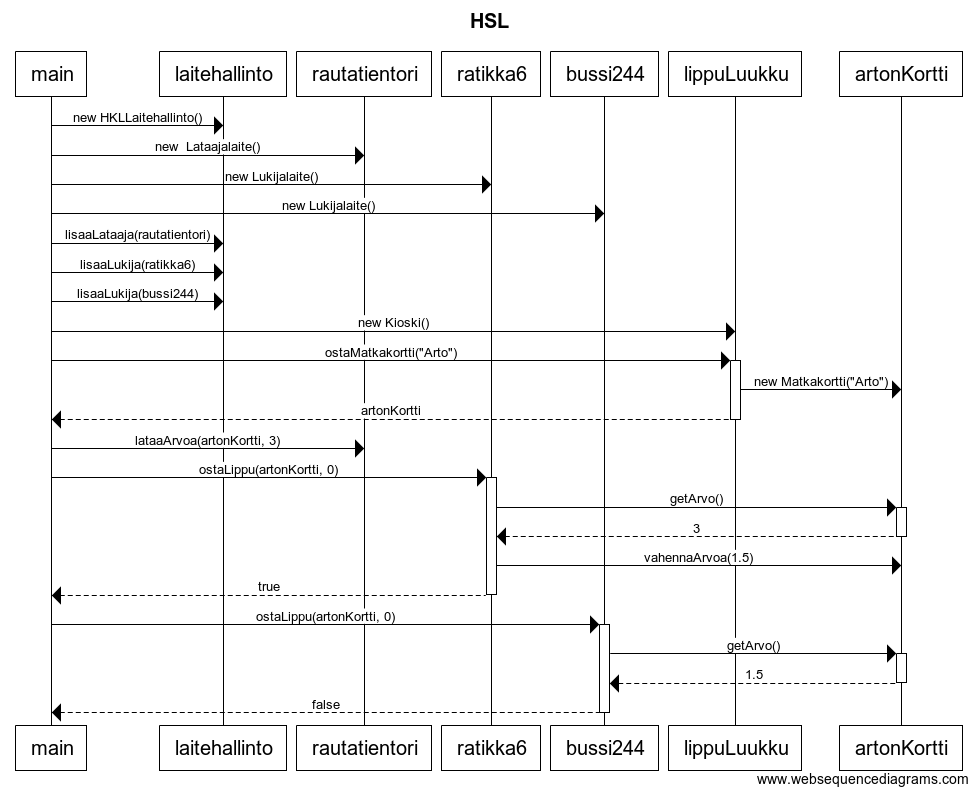 HSL
main laitehallinto rautatientori ratikka6 bussi244 lippuLuukku artonKortti
new HKLLaitehallinto()
new Lataajalaite()
new Lukijalaite()
new Lukijalaite()
lisaaLataaja(rautatientori)
lisaaLukija(ratikka6)
lisaaLukija(bussi244)
new Kioski()
ostaMatkakortti("Arto")
new Matkakortti("Arto")
artonKortti
lataaArvoa(artonKortti, 3)
ostaLippu(artonKortti, 0)
getArvo()
3
vahennaArvoa(1.5)
true
ostaLippu(artonKortti, 0)
getArvo()
1.5
false
main laitehallinto rautatientori ratikka6 bussi244 lippuLuukku artonKortti
www.websequencediagrams.com